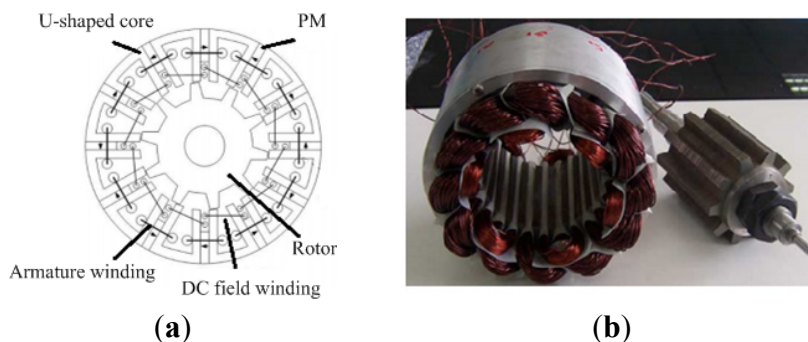 U-shaped core
PM
Rotor
Armature winding
DC field winding
(a)
(b)